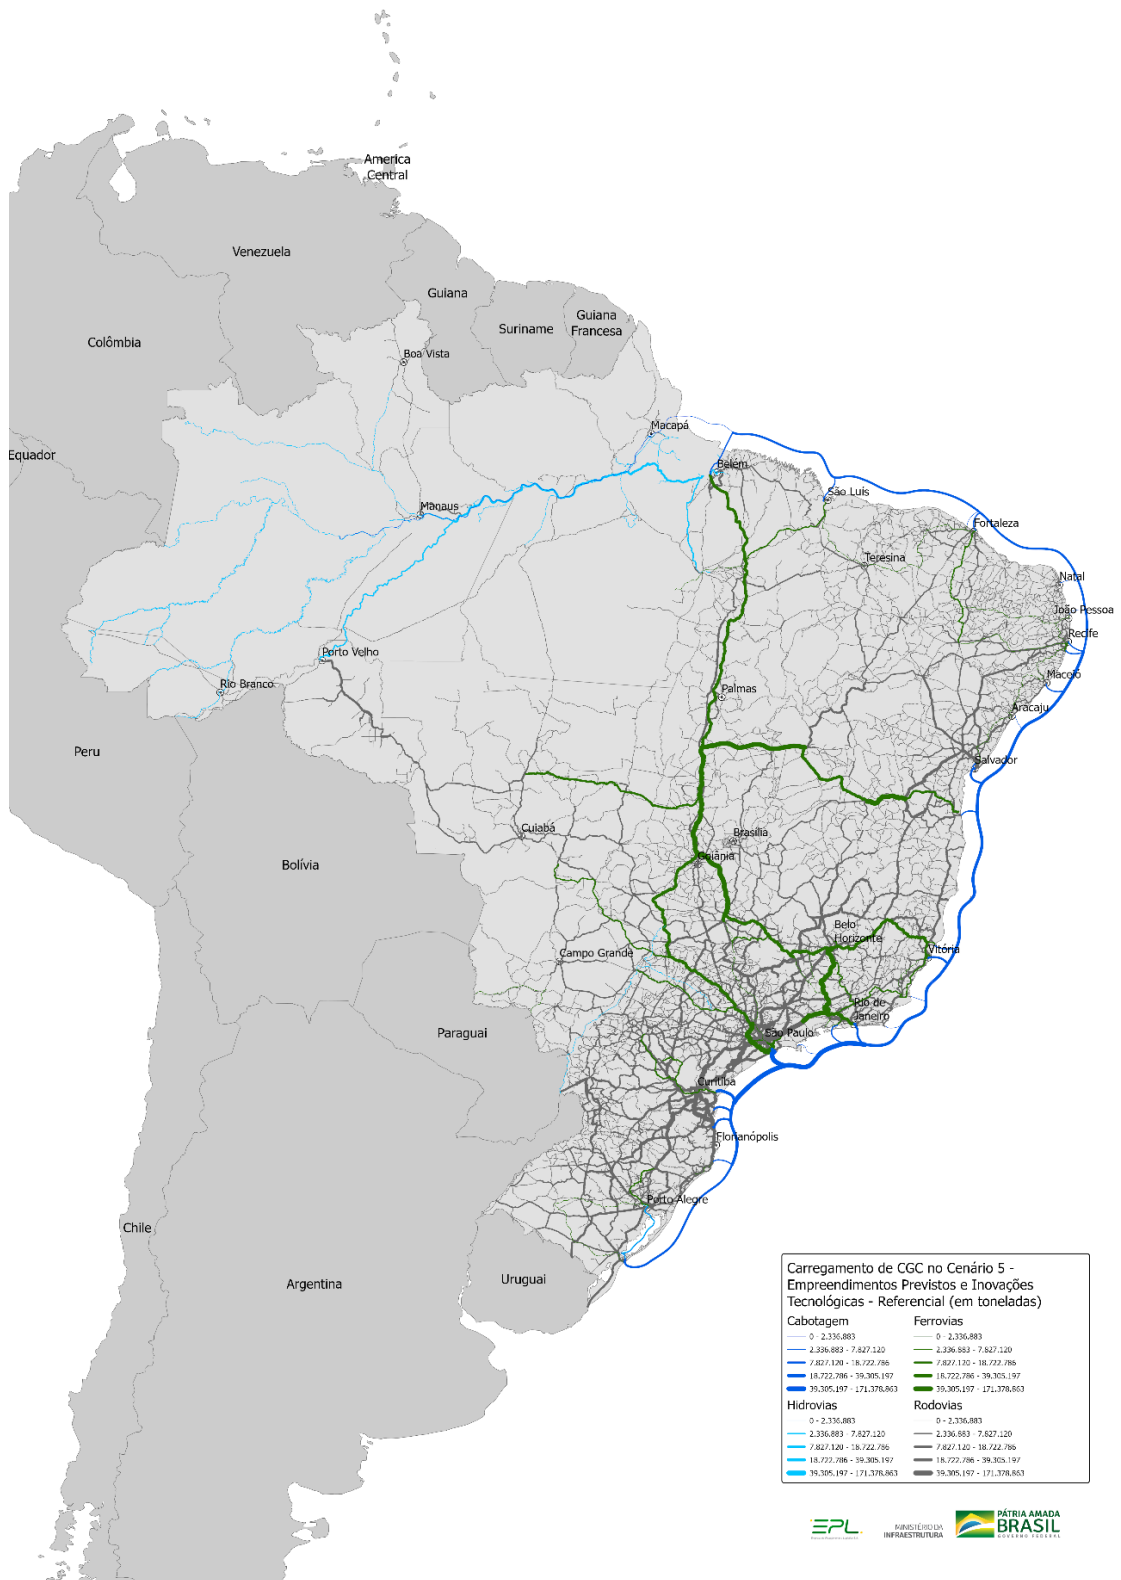 America
Central
Venezuela
Guiana
Suriname
Guiana
Francesa
Colômbia
Boa Vista
Macapá
Equador
Belém
São Luis
Manaus
Fortaleza
Teresina
Natal
João Pessoa
Recife
Porto Velho
Rio Branco
Palmas
Maceió
Aracaju
Peru
Salvador
Cuiabá
Brasília
Goiânia
Bolívia
Belo
Horizonte
Vitória
Campo Grande
Rio de
Janeiro
Paraguai
São Paulo
Curitiba
Florianópolis
Porto Alegre
Chile
Argentina
Uruguai
Carregamento de CGC no Cenário 5 -
Empreendimentos Previstos e Inovações
Tecnológicas - Referencial (em toneladas)
Cabotagem
0 - 2.336.883
2.336.883 - 7.827.120
7.827.120 - 18.722.786
18.722.786 - 39.305.197
39.305.197 - 171.378.863
Ferrovias
0 - 2.336.883
2.336.883 - 7.827.120
7.827.120 - 18.722.786
18.722.786 - 39.305.197
39.305.197 - 171.378.863
Hidrovias
0 - 2.336.883
2.336.883 - 7.827.120
7.827.120 - 18.722.786
18.722.786 - 39.305.197
39.305.197 - 171.378.863
Rodovias
0 - 2.336.883
2.336.883 - 7.827.120
7.827.120 - 18.722.786
18.722.786 - 39.305.197
39.305.197 - 171.378.863
EPL
MINISTÉRIO DA
INFRAESTRUTURA
PÁTRIA AMADA
BRASIL
GOVERNO FEDERAL